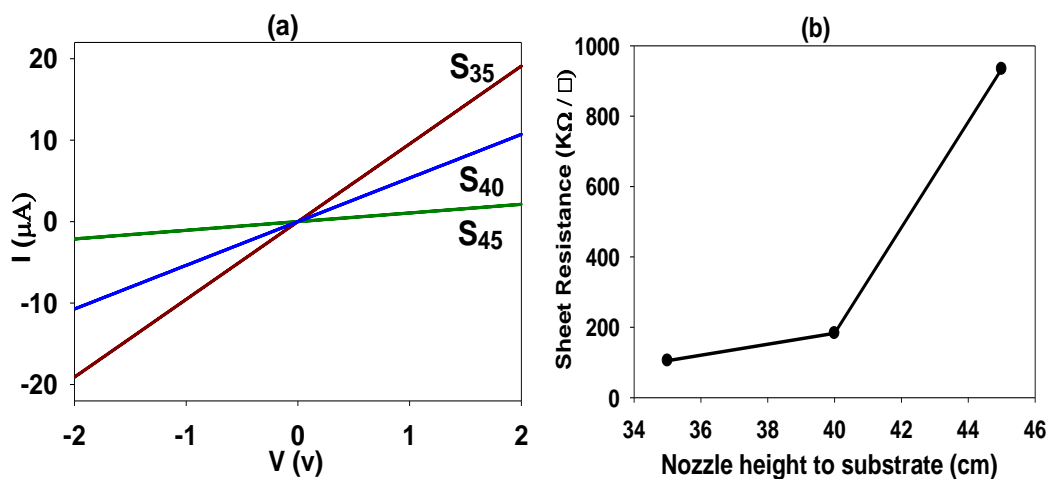 (a)
I (µA)
20
10
0
-10
-20
S35
S40
S45
-2
-1
0
1
2
V (v)
(b)
Sheet Resistance (KΩ / □)
1000
800
600
400
200
0
34
36
38
40
42
44
46
Nozzle height to substrate (cm)